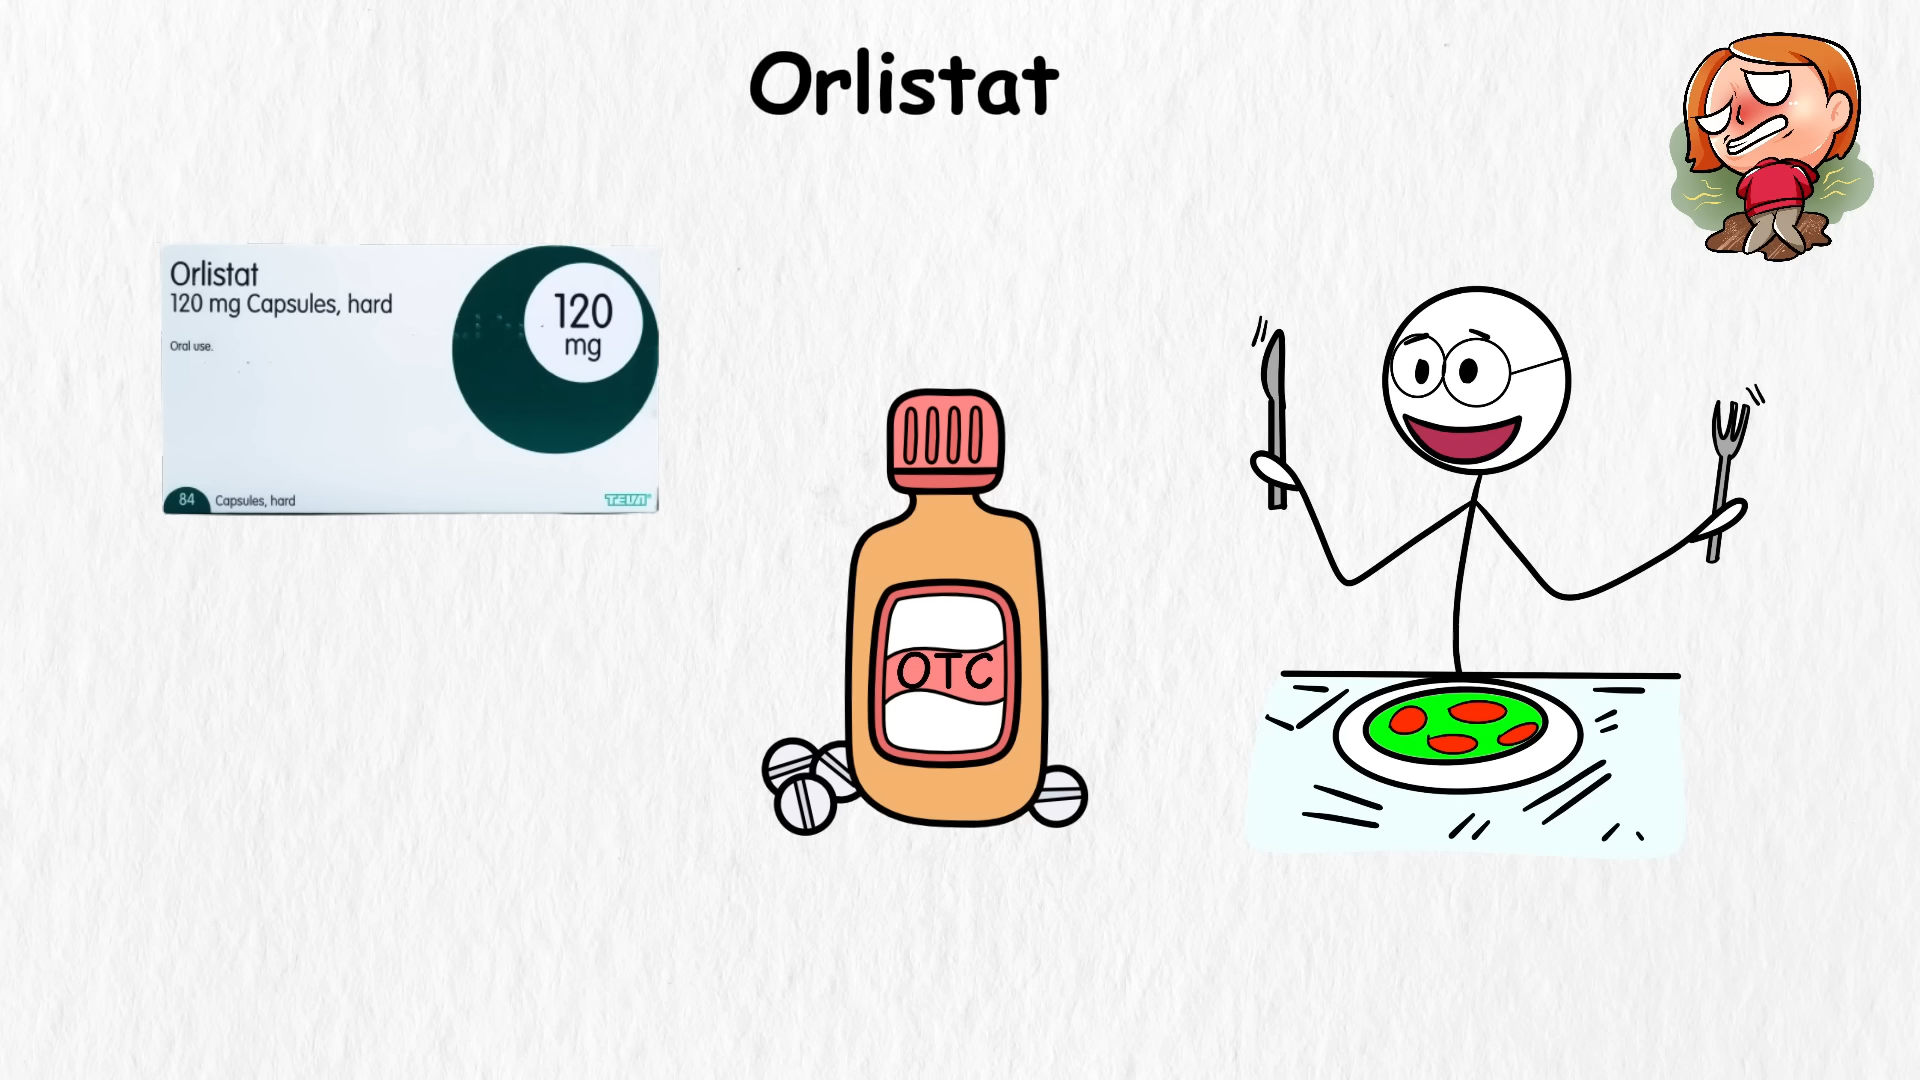 Orlistat
Orlistat
120 mg Capsules, hard
Oral use.
120
mg
84 Capsules, hard
TEVA
OTC